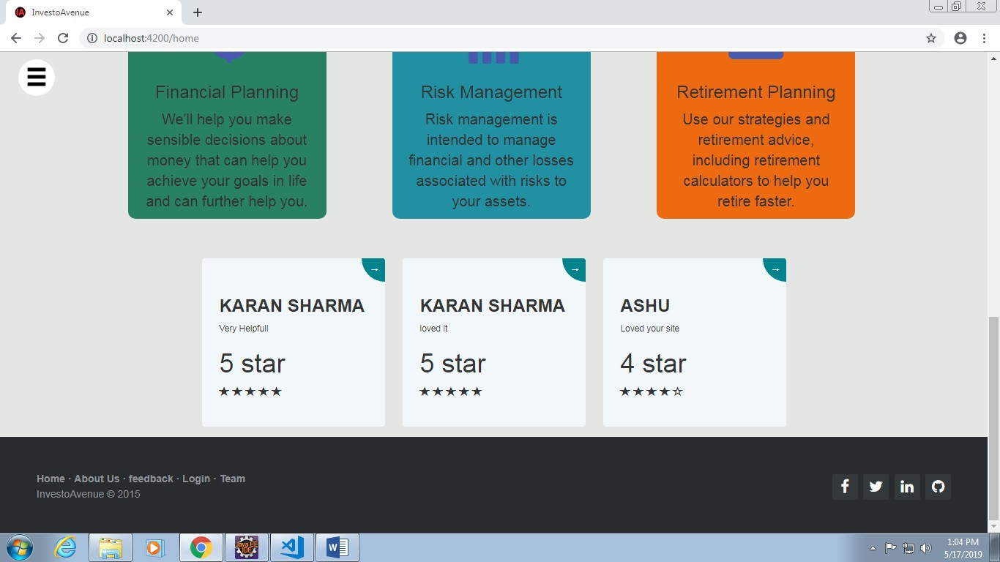 InvestoAvenue
localhost:4200/home
Financial Planning
We'll help you make
sensible decisions about
money that can help you
achieve your goals in life
and can further help you.
Risk Management
Risk management is
intended to manage
financial and other losses
associated with risks to
your assets.
Retirement Planning
Use our strategies and
retirement advice,
including retirement
calculators to help you
retire faster.
→
KARAN SHARMA
Very Helpfull
5 star
★★★★★
→
KARAN SHARMA
loved it
5 star
★★★★★
→
ASHU
Loved your site
4 star
★★★★☆
Home · About Us · feedback · Login · Team
InvestoAvenue © 2015
Java EE
IDE
1:04 PM
5/17/2019